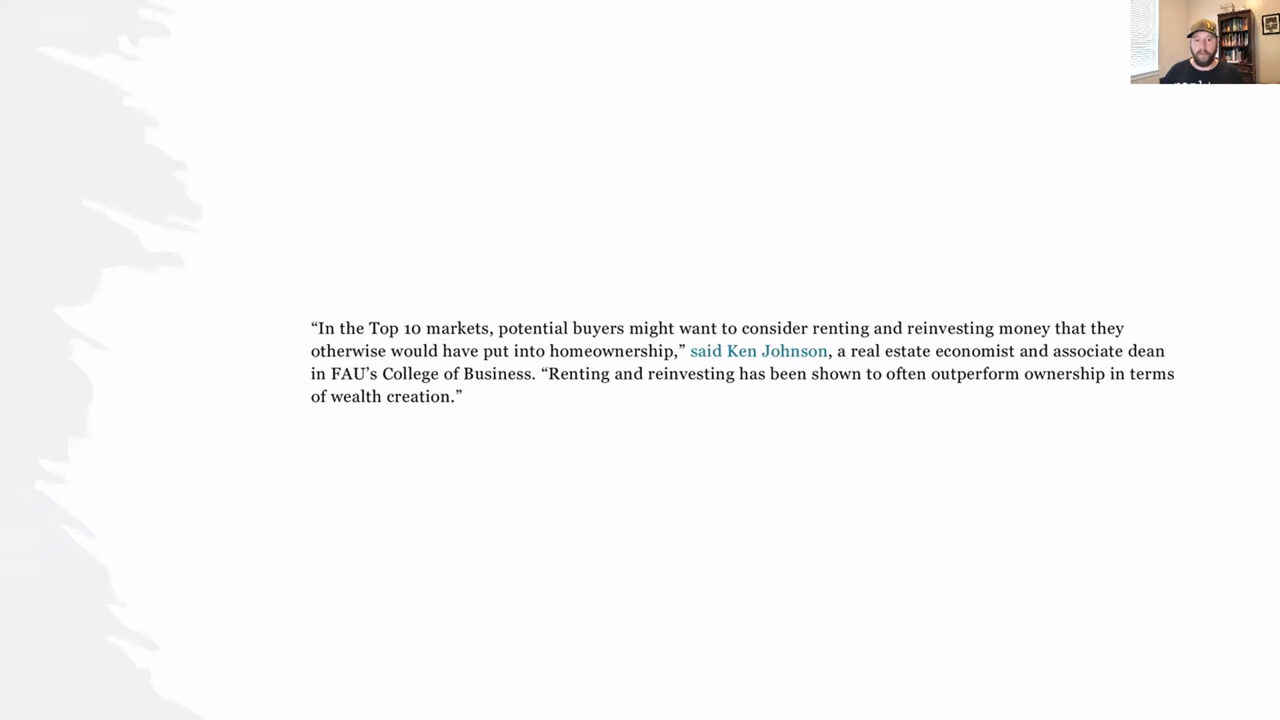 “In the Top 10 markets, potential buyers might want to consider renting and reinvesting money that they
otherwise would have put into homeownership,” said Ken Johnson, a real estate economist and associate dean
in FAU’s College of Business. “Renting and reinvesting has been shown to often outperform ownership in terms
of wealth creation.”